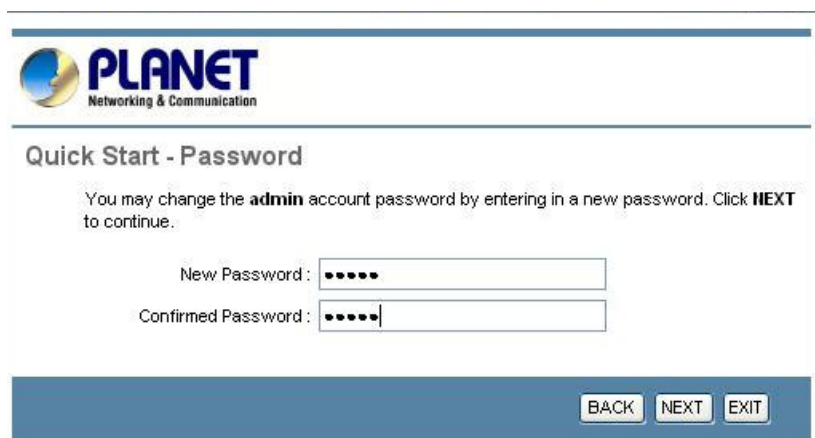 PLANET
Networking & Communication
Quick Start - Password
You may change the admin account password by entering in a new password. Click NEXT
to continue.
New Password : •••••
Confirmed Password : •••••
BACK NEXT EXIT